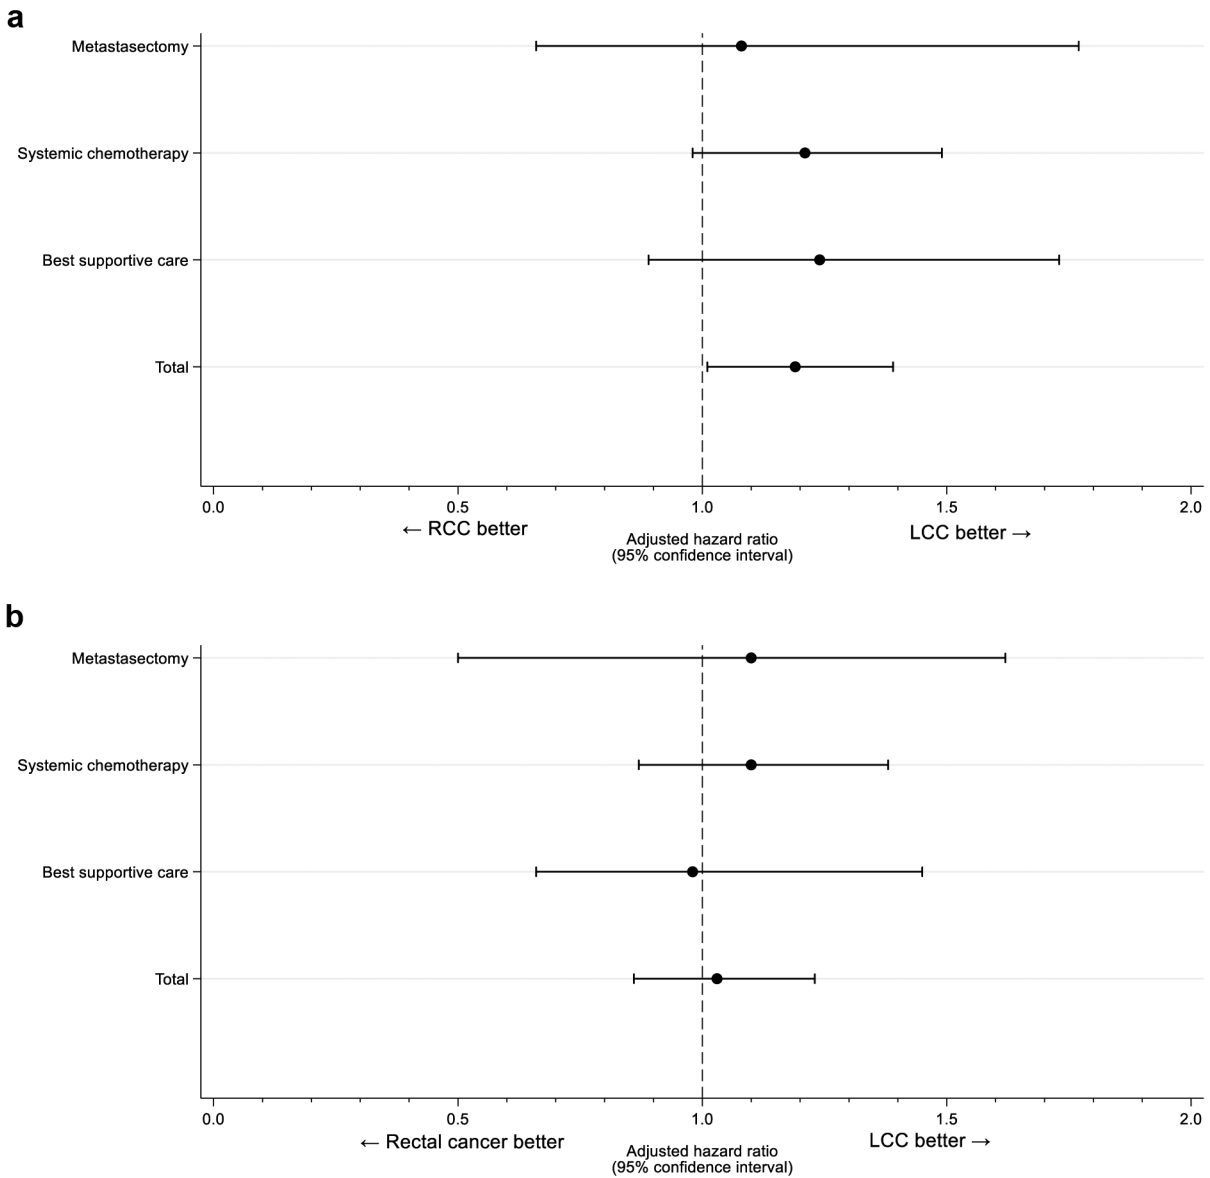 a
Metastasectomy
Systemic chemotherapy
Best supportive care
Total
0.0 0.5 1.0 1.5 2.0
← RCC better
Adjusted hazard ratio
(95% confidence interval)
LCC better →
b
Metastasectomy
Systemic chemotherapy
Best supportive care
Total
0.0 0.5 1.0 1.5 2.0
← Rectal cancer better
Adjusted hazard ratio
(95% confidence interval)
LCC better →